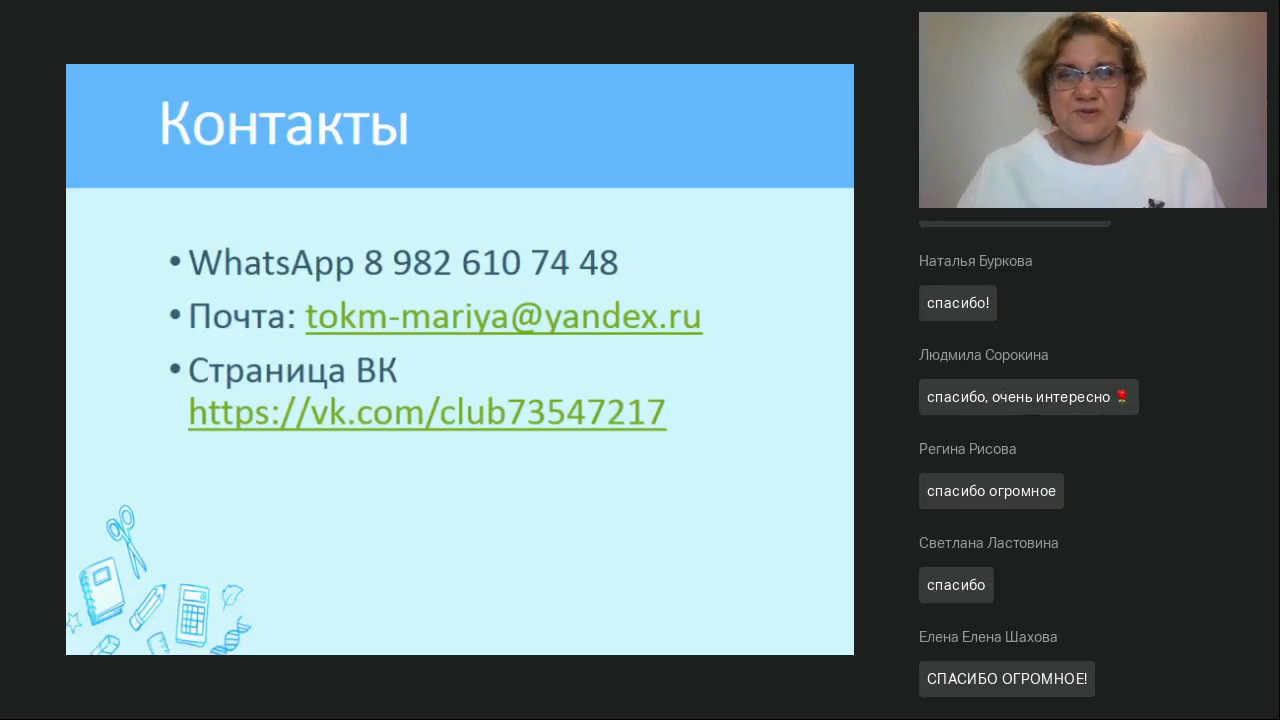 Контакты
• WhatsApp 8 982 610 74 48
• Почта: tokm-mariya@yandex.ru
• Страница ВК
https://vk.com/club73547217
Наталья Буркова
спасибо!
Людмила Сорокина
спасибо, очень интересно 🌹
Регина Рисова
спасибо огромное
Светлана Ластовина
спасибо
Елена Елена Шахова
СПАСИБО ОГРОМНОЕ!